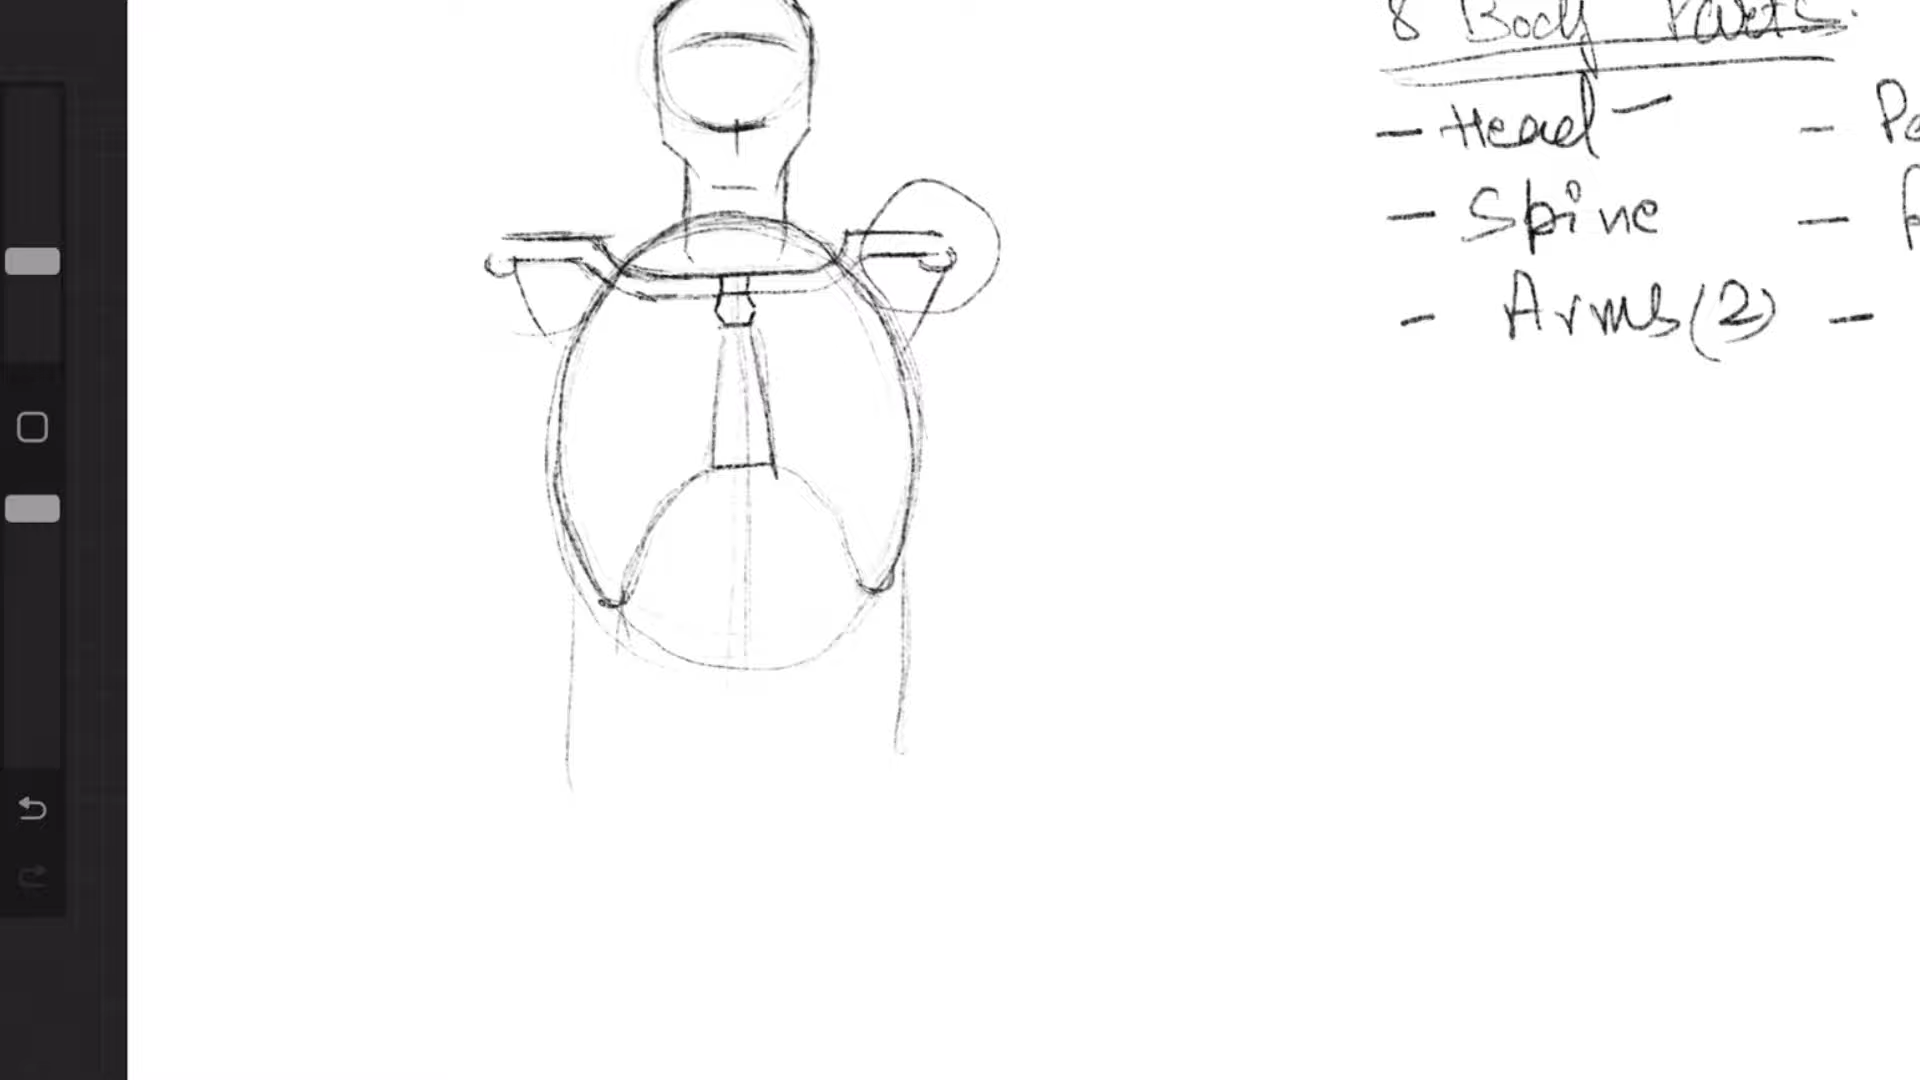 8 Body Parts.
- Head - - 
- Spine -
- Arms (2) -